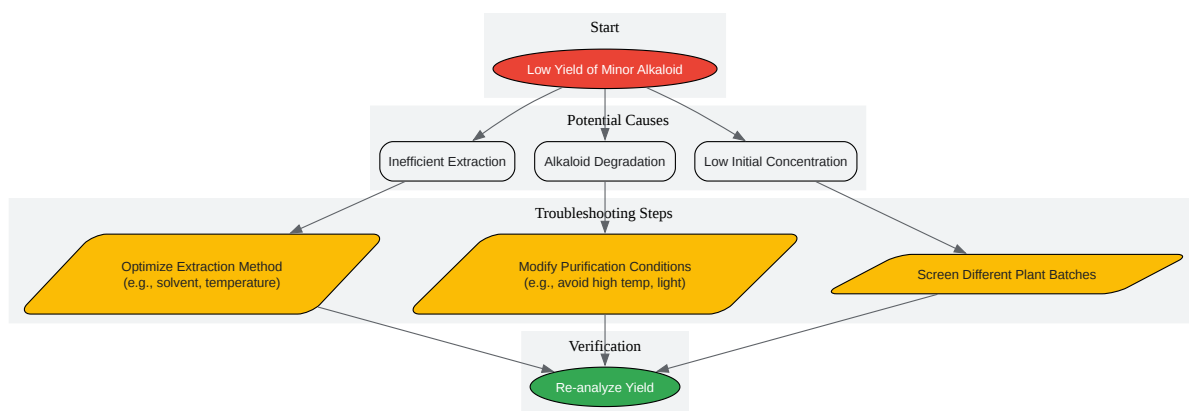 Start
Low Yield of Minor Alkaloid
Potential Causes
Inefficient Extraction
Alkaloid Degradation
Low Initial Concentration
Troubleshooting Steps
Optimize Extraction Method
(e.g., solvent, temperature)
Modify Purification Conditions
(e.g., avoid high temp, light)
Screen Different Plant Batches
Verification
Re-analyze Yield